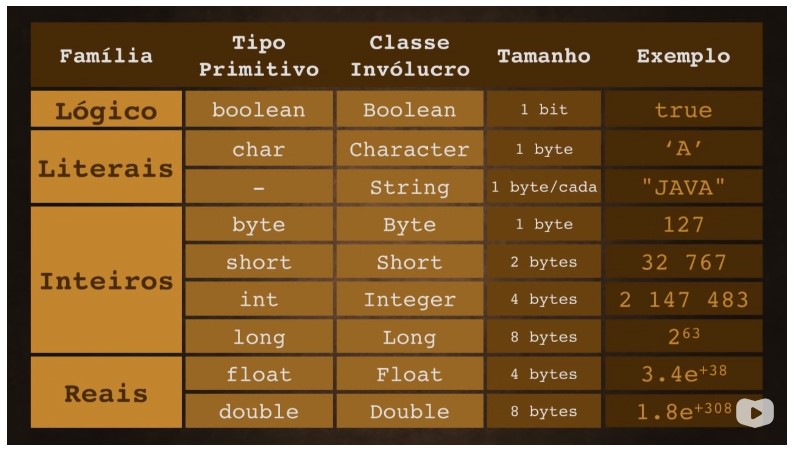 Família Tipo Primitivo Classe Invólucro Tamanho Exemplo
Lógico boolean Boolean 1 bit true
Literais char Character 1 byte ‘A’
– String 1 byte/cada "JAVA"
Inteiros byte Byte 1 byte 127
short Short 2 bytes 32 767
int Integer 4 bytes 2 147 483
long Long 8 bytes 2⁶³
Reais float Float 4 bytes 3.4e⁺³⁸
double Double 8 bytes 1.8e⁺³⁰⁸